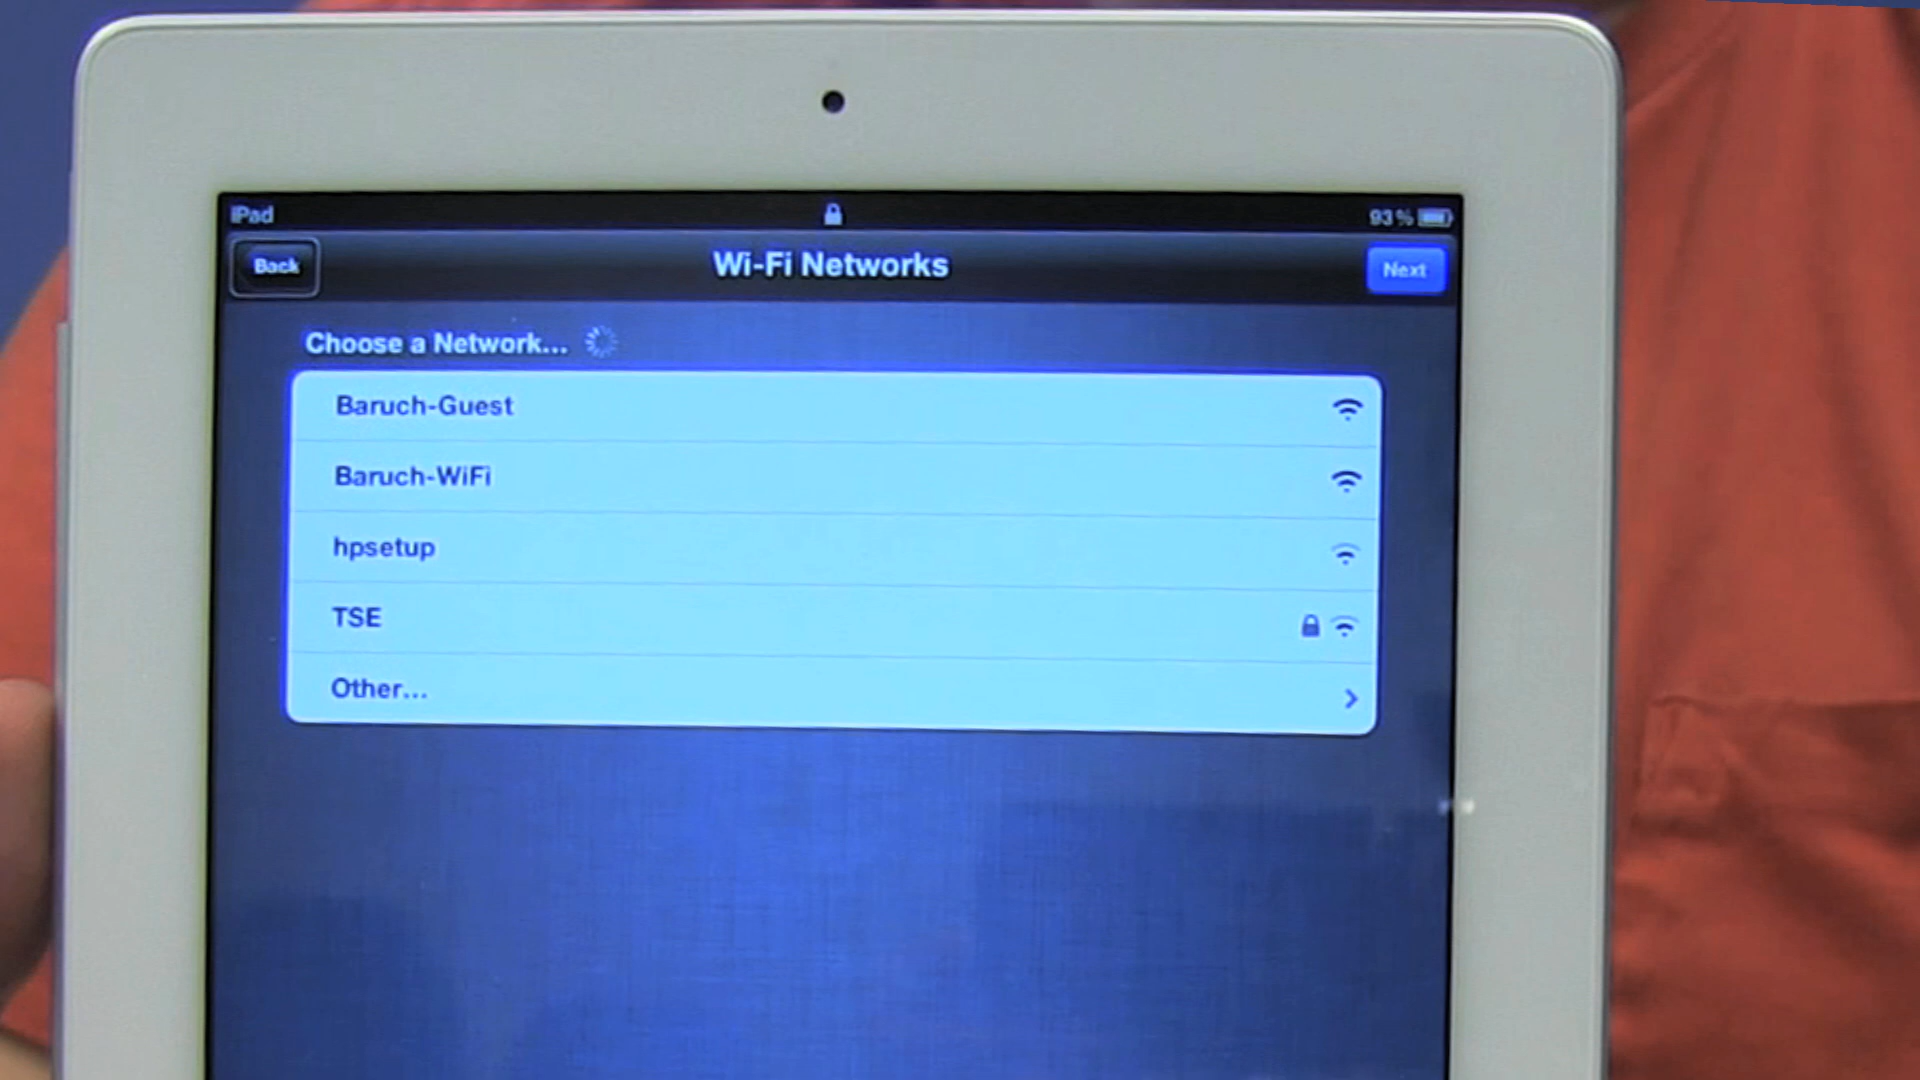 iPad
93%
Back
Wi-Fi Networks
Next
Choose a Network...
Baruch-Guest
Baruch-WiFi
hpsetup
TSE
Other...